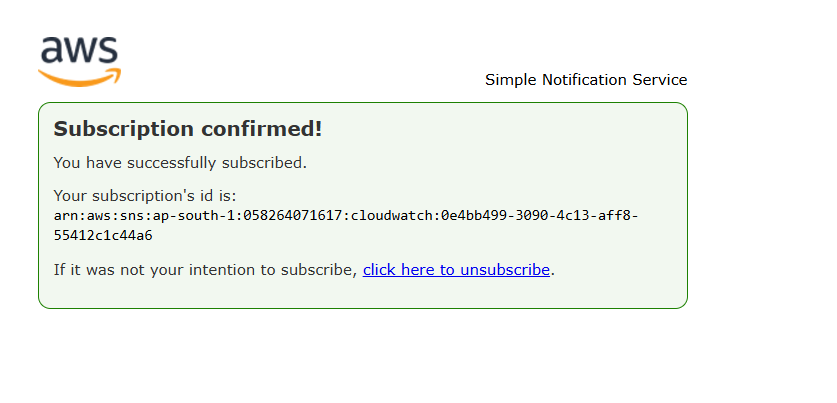 aws
Simple Notification Service
Subscription confirmed!
You have successfully subscribed.
Your subscription's id is:
arn:aws:sns:ap-south-1:058264071617:cloudwatch:0e4bb499-3090-4c13-aff8-
55412c1c44a6
If it was not your intention to subscribe, click here to unsubscribe.